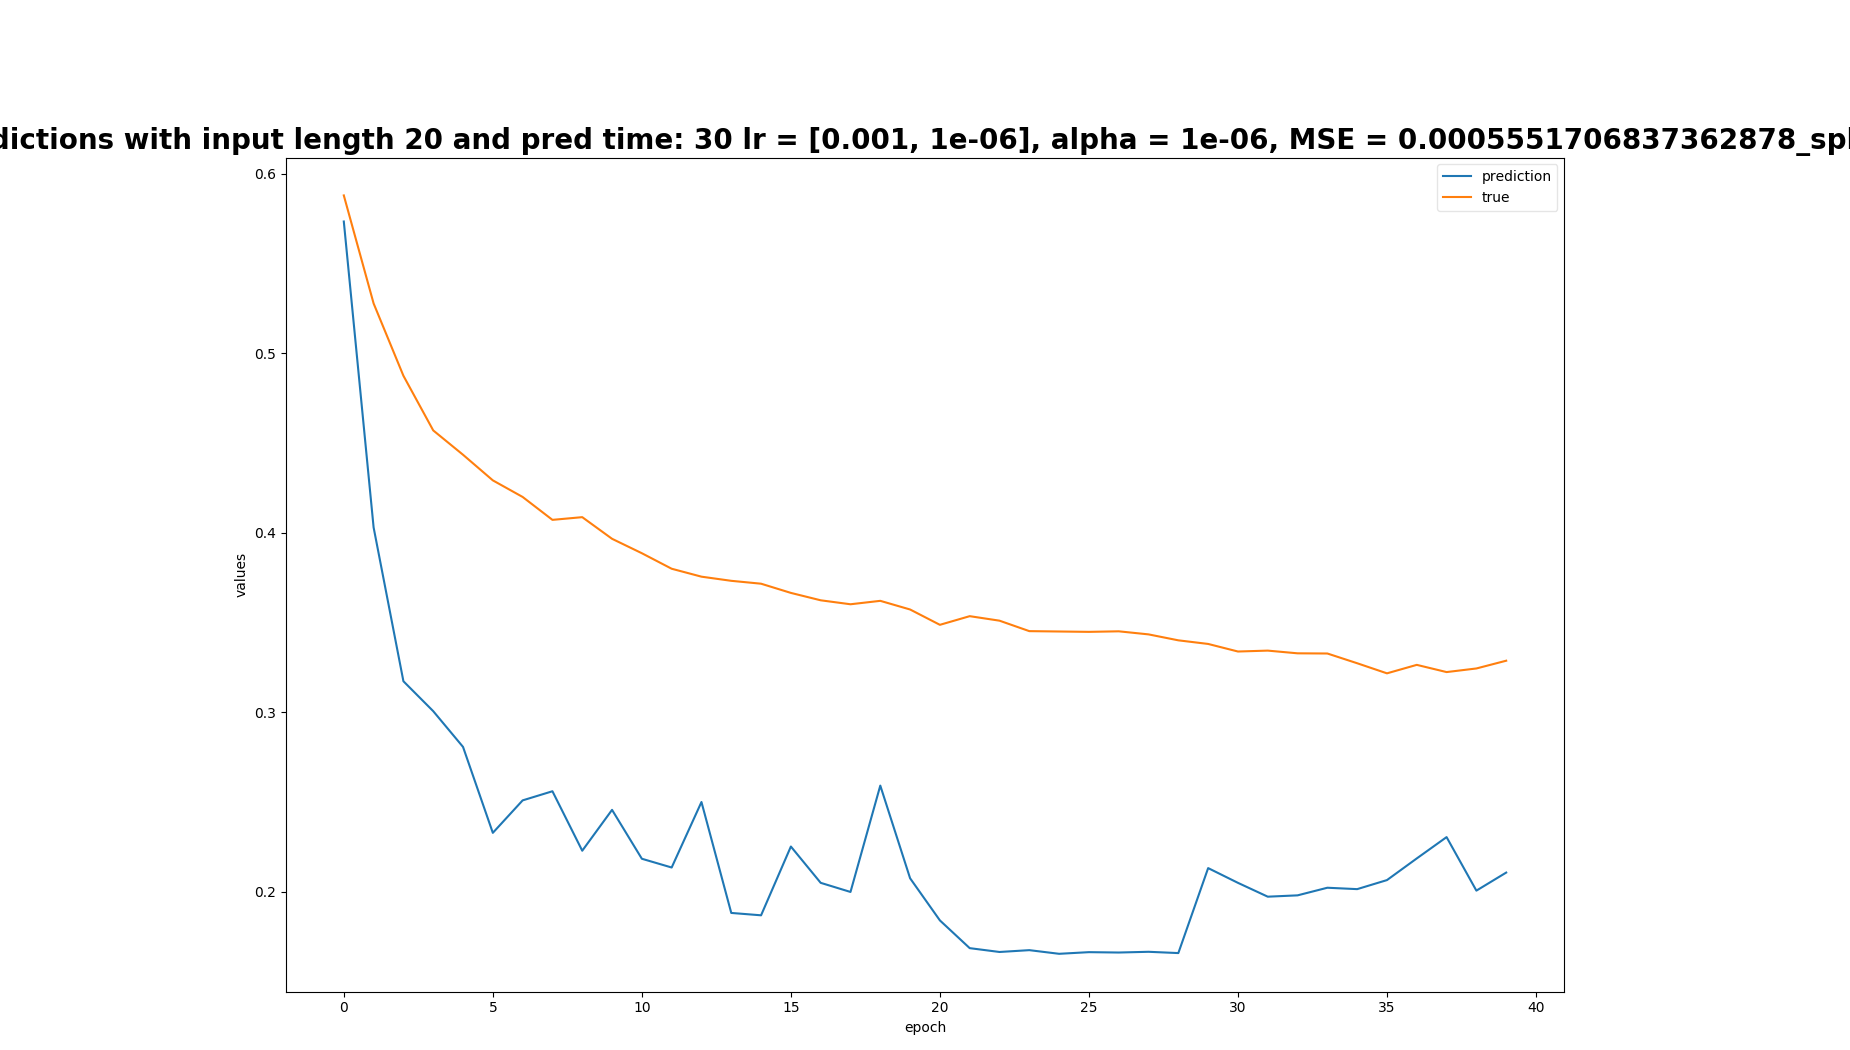 dictions with input length 20 and pred time: 30 lr = [0.001, 1e-06], alpha = 1e-06, MSE = 0.0005551706837362878_spl
prediction
true
0.6
0.5
0.4
0.3
0.2
values
0 5 10 15 20 25 30 35 40
epoch